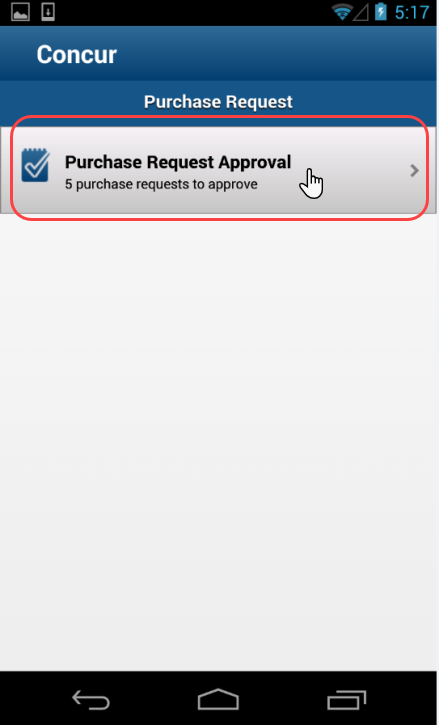 5:17
Concur
Purchase Request
Purchase Request Approval
5 purchase requests to approve